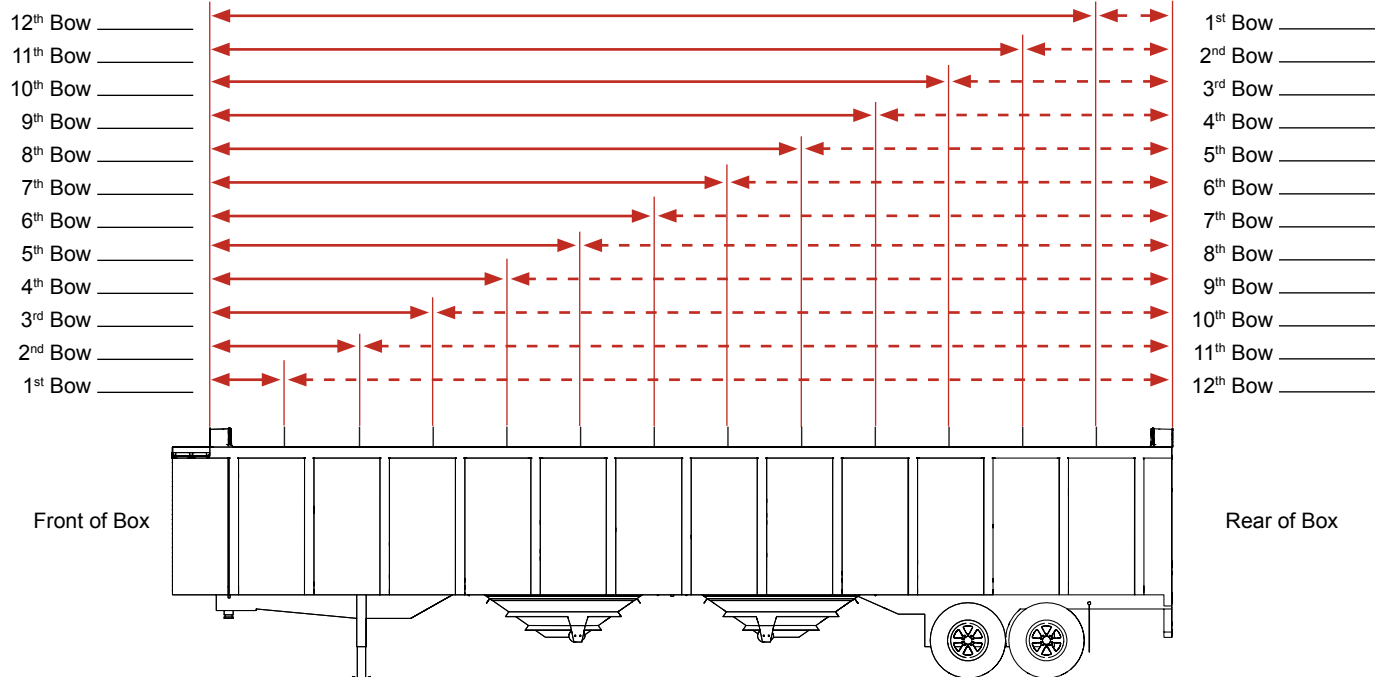 12th Bow
11th Bow
10th Bow
9th Bow
8th Bow
7th Bow
6th Bow
5th Bow
4th Bow
3rd Bow
2nd Bow
1st Bow
1st Bow
2nd Bow
3rd Bow
4th Bow
5th Bow
6th Bow
7th Bow
8th Bow
9th Bow
10th Bow
11th Bow
12th Bow
Front of Box
Rear of Box